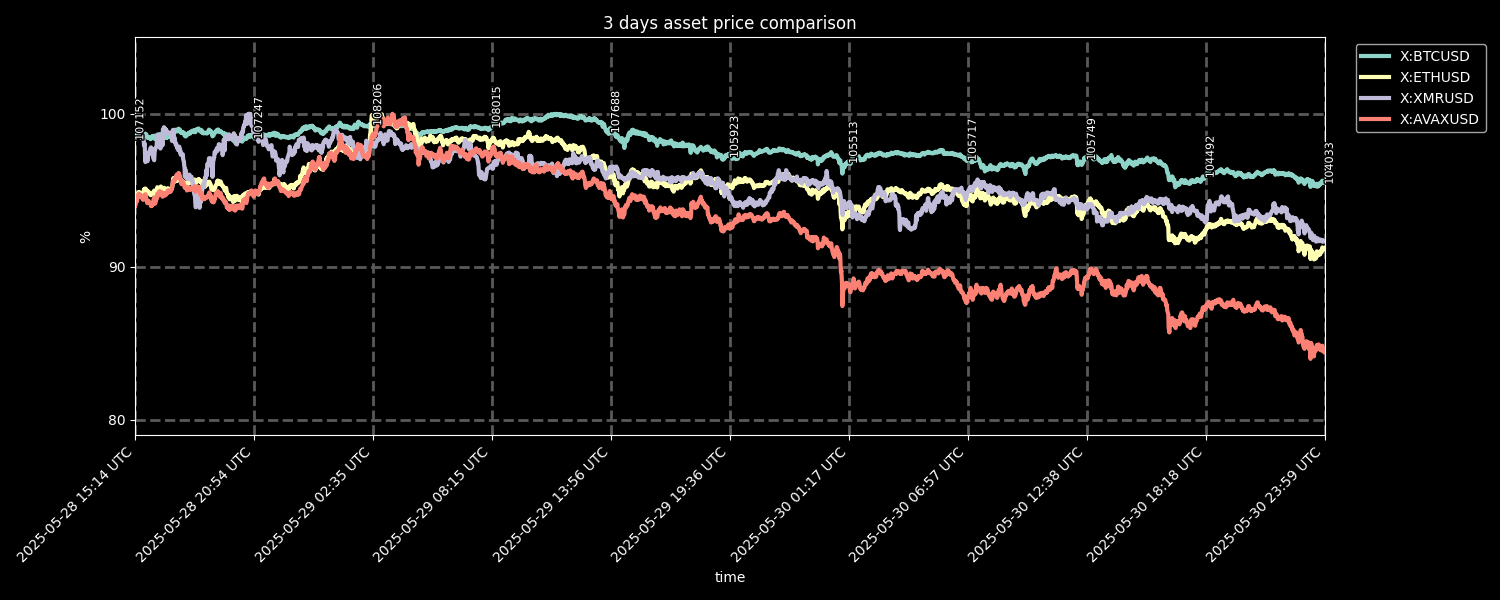 3 days asset price comparison
X:BTCUSD
X:ETHUSD
X:XMRUSD
X:AVAXUSD
%
100
90
80
107152
107247
108206
108015
107688
105923
105513
105717
105749
104492
104033
2025-05-28 15:14 UTC
2025-05-28 20:54 UTC
2025-05-29 02:35 UTC
2025-05-29 08:15 UTC
2025-05-29 13:56 UTC
2025-05-29 19:36 UTC
2025-05-30 01:17 UTC
2025-05-30 06:57 UTC
2025-05-30 12:38 UTC
2025-05-30 18:18 UTC
2025-05-30 23:59 UTC
time